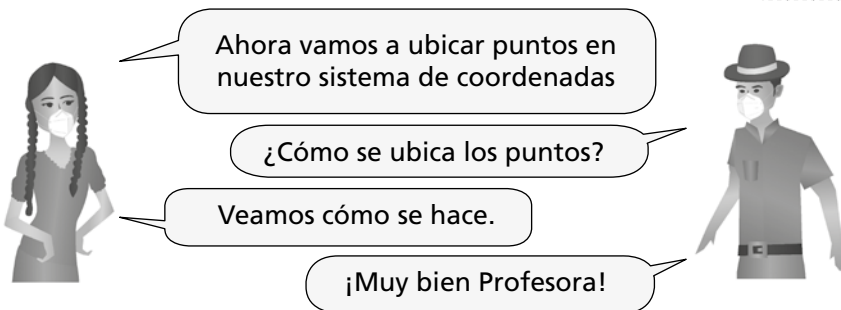 Ahora vamos a ubicar puntos en
nuestro sistema de coordenadas
¿Cómo se ubica los puntos?
Veamos cómo se hace.
¡Muy bien Profesora!